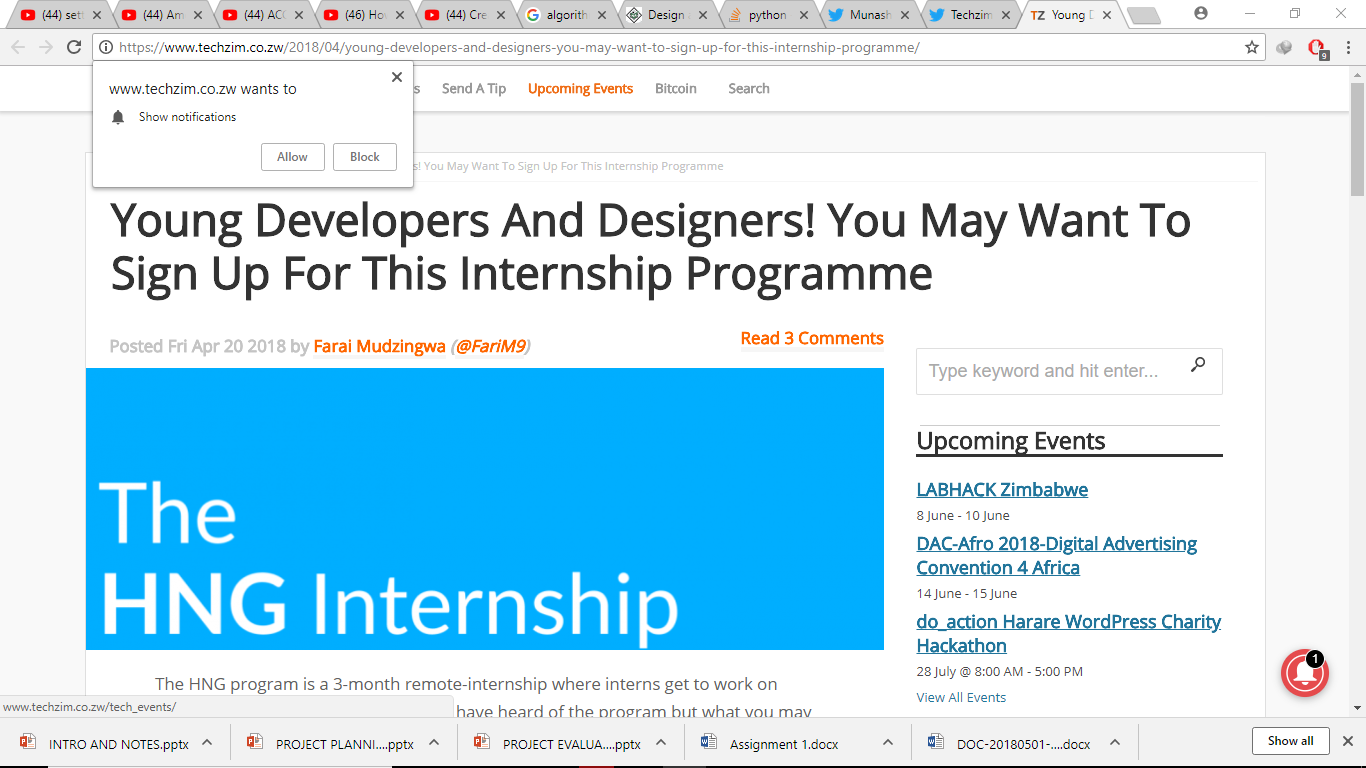 (44) set
(44) Am
(44) ACC
(46) Ho
(44) Cre
algorith
Design
python
Munash
Techzim
TZ Young D
https://www.techzim.co.zw/2018/04/young-developers-and-designers-you-may-want-to-sign-up-for-this-internship-programme/
9
www.techzim.co.zw wants to
Show notifications
Allow
Block
s
Send A Tip
Upcoming Events
Bitcoin
Search
s! You May Want To Sign Up For This Internship Programme
Young Developers And Designers! You May Want To
Sign Up For This Internship Programme
Posted Fri Apr 20 2018 by Farai Mudzingwa (@FariM9)
Read 3 Comments
The
HNG Internship
The HNG program is a 3-month remote-internship where interns get to work on
have heard of the program but what you may
Type keyword and hit enter...
Upcoming Events
LABHACK Zimbabwe
8 June - 10 June
DAC-Afro 2018-Digital Advertising
Convention 4 Africa
14 June - 15 June
do_action Harare WordPress Charity
Hackathon
28 July @ 8:00 AM - 5:00 PM
View All Events
1
www.techzim.co.zw/tech_events/
INTRO AND NOTES.pptx
PROJECT PLANNI....pptx
PROJECT EVALUA....pptx
Assignment 1.docx
DOC-20180501-....docx
Show all